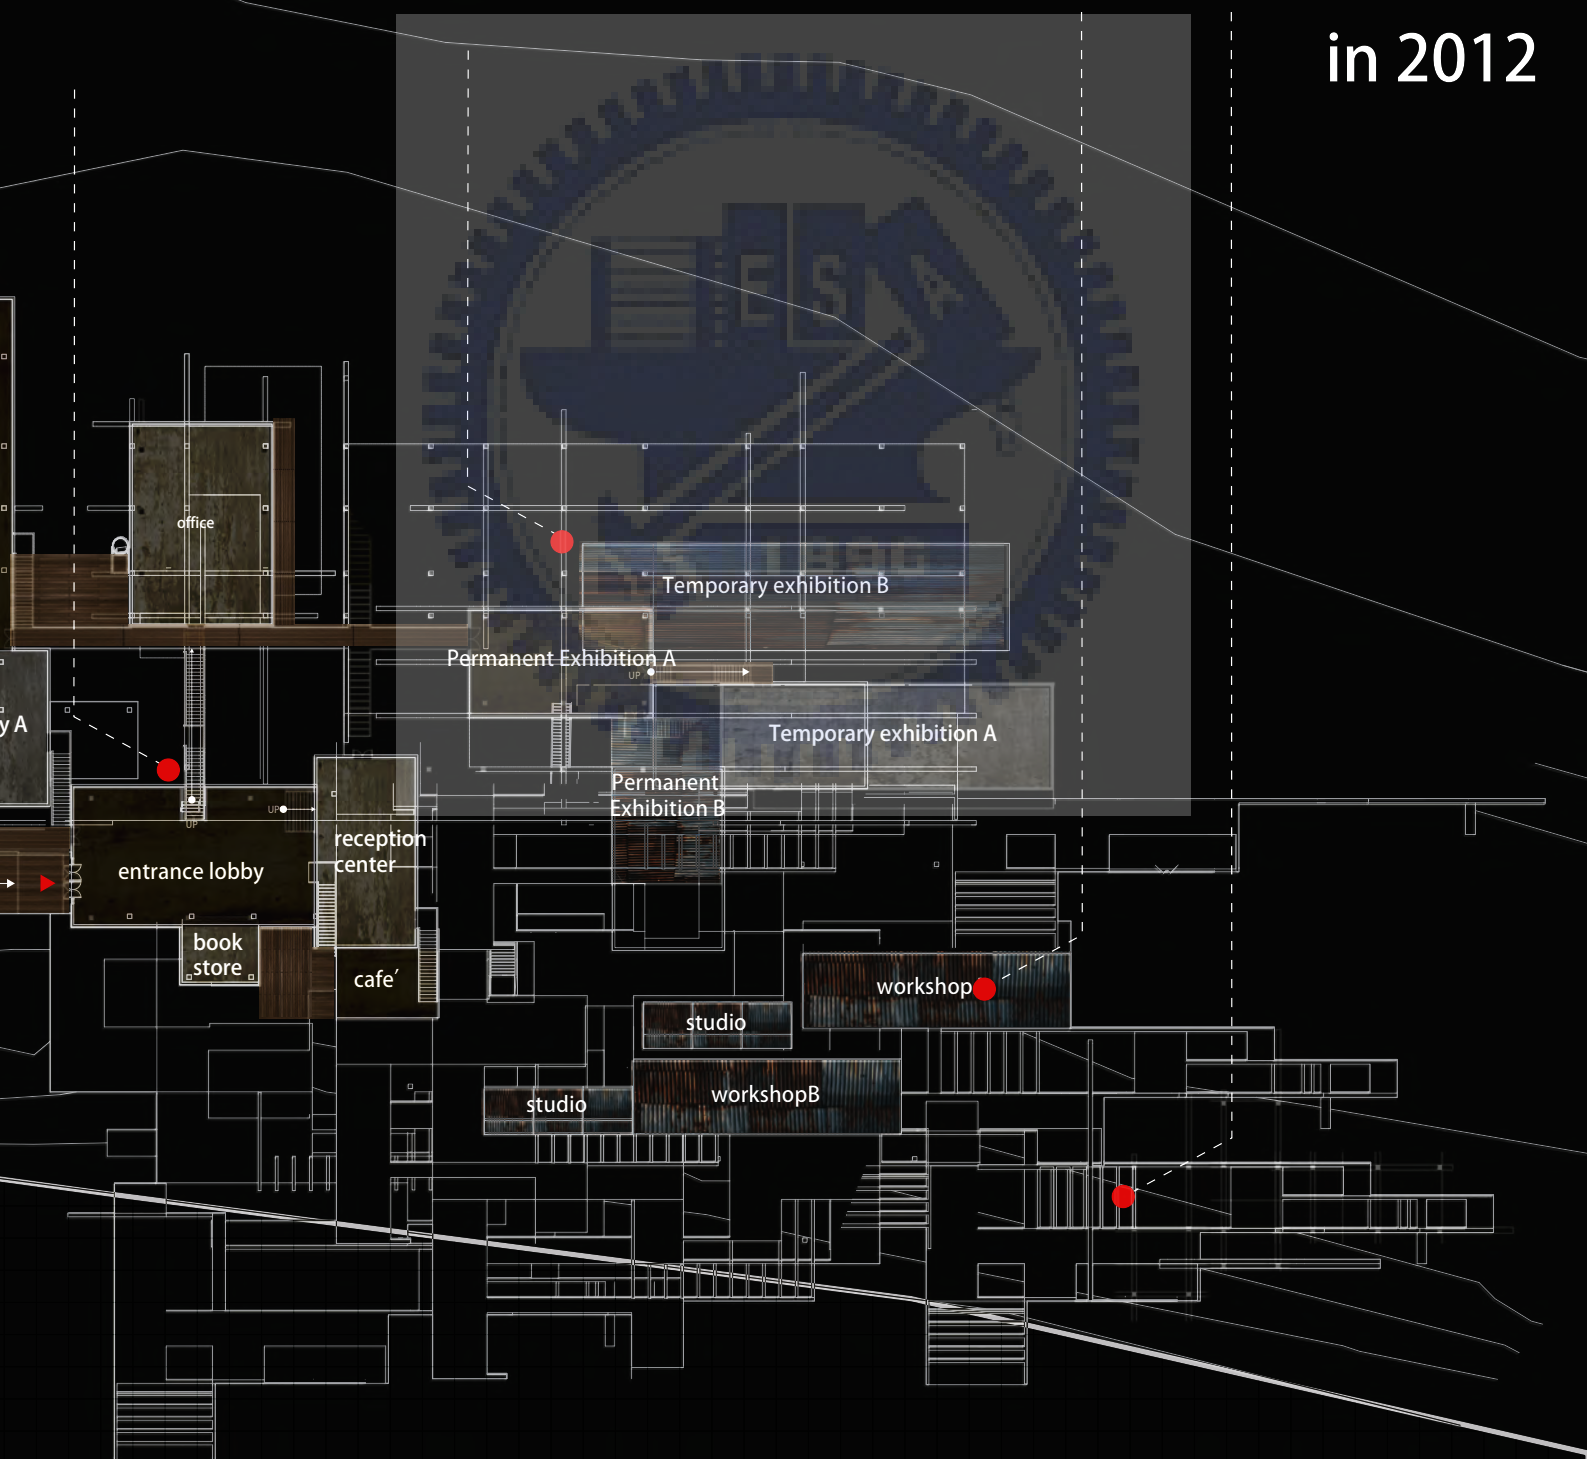 in 2012
E S
1896
office
Temporary exhibition B
Permanent Exhibition A
UP
y A
Temporary exhibition A
Permanent
Exhibition B
UP
UP
reception
center
entrance lobby
book
store
cafe′
workshop
studio
workshopB
studio